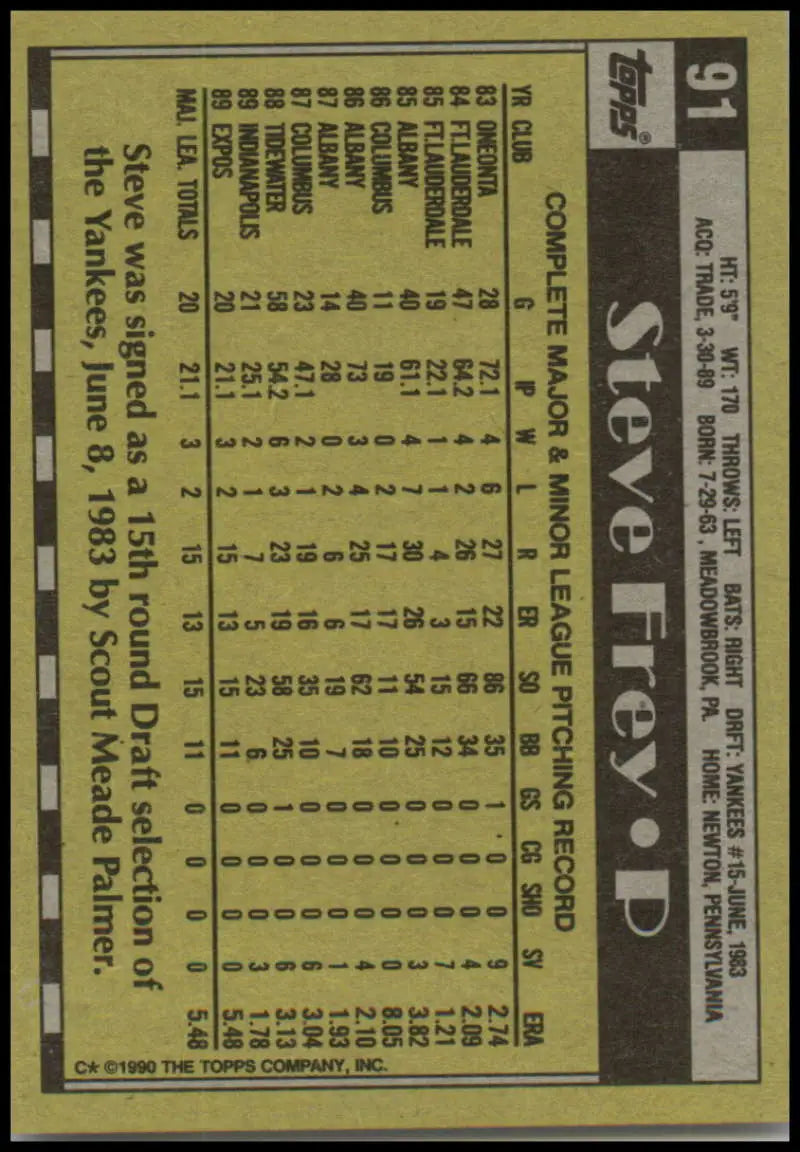 91
topps®
HT: 5'9" WT: 170 THROWS: LEFT BATS: RIGHT DRFT: YANKEES #15-JUNE, 1983
ACQ: TRADE, 3-30-89 BORN: 7-29-63, MEADOWBROOK, PA. HOME: NEWTON, PENNSYLVANIA
Steve Frey • P
COMPLETE MAJOR & MINOR LEAGUE PITCHING RECORD
YR CLUB G IP W L R ER SO BB GS CG SHO SV ERA
83 ONEONTA 28 72.1 4 6 27 22 86 35 1 0 0 9 2.74
84 FT.LAUDERDALE 47 64.2 4 2 26 15 66 34 0 0 0 4 2.09
85 FT.LAUDERDALE 19 22.1 1 1 4 3 15 12 0 0 0 7 1.21
85 ALBANY 40 61.1 4 7 30 26 54 25 0 0 0 3 3.82
86 COLUMBUS 11 19 0 2 17 17 11 10 0 0 0 0 8.05
86 ALBANY 40 73 3 4 25 17 62 18 0 0 0 4 2.10
87 ALBANY 14 28 0 2 6 6 19 7 0 0 0 1 1.93
87 COLUMBUS 23 47.1 2 1 19 16 35 10 0 0 0 6 3.04
88 TIDEWATER 58 54.2 6 3 23 19 58 25 1 0 0 6 3.13
89 INDIANAPOLIS 21 25.1 2 1 7 5 23 6 0 0 0 3 1.78
89 EXPOS 20 21.1 3 2 15 13 15 11 0 0 0 0 5.48
MAJ. LEA. TOTALS 20 21.1 3 2 15 13 15 11 0 0 0 0 5.48
Steve was signed as a 15th round Draft selection of
the Yankees, June 8, 1983 by Scout Meade Palmer.
C* ©1990 THE TOPPS COMPANY, INC.